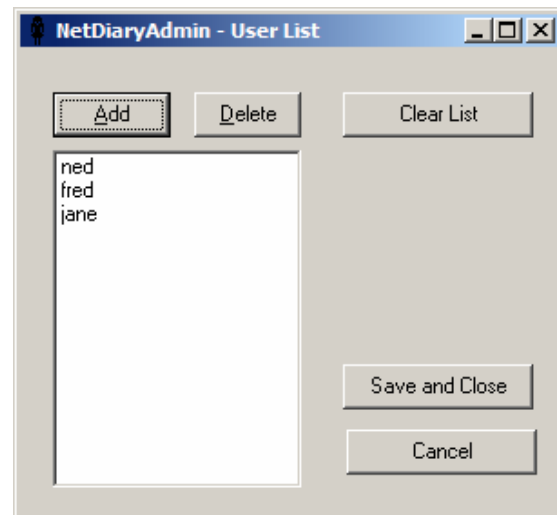 NetDiaryAdmin - User List
Add
Delete
Clear List
ned
fred
jane
Save and Close
Cancel